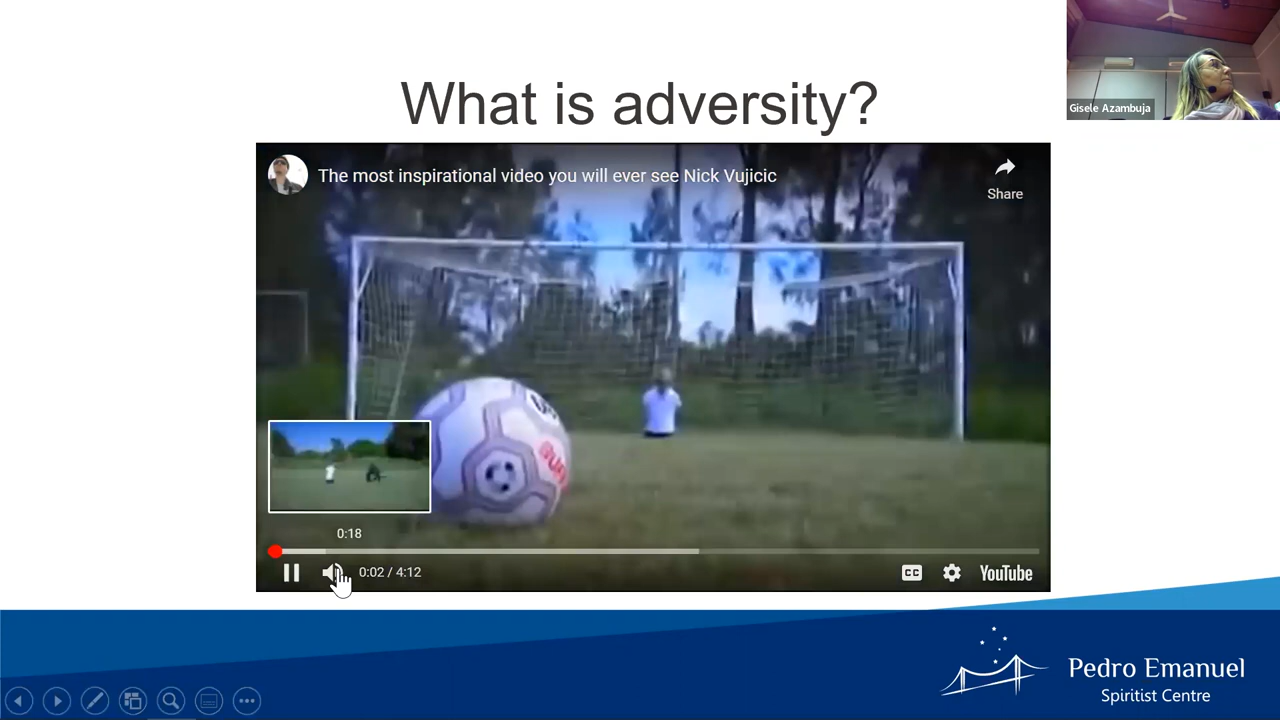 Gisele Azambuja
What is adversity?
The most inspirational video you will ever see Nick Vujicic
Share
0:18
0:02 / 4:12
CC
YouTube
Pedro Emanuel
Spiritist Centre